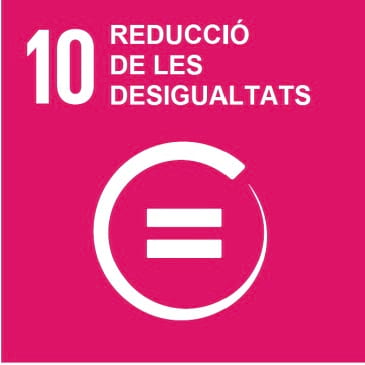 10 REDUCCIÓ
DE LES
DESIGUALTATS